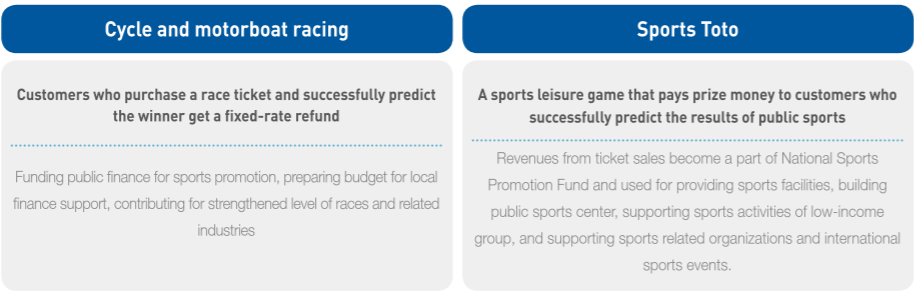 Cycle and motorboat racing
Customers who purchase a race ticket and successfully predict
the winner get a fixed-rate refund
Funding public finance for sports promotion, preparing budget for local
finance support, contributing for strengthened level of races and related
industries
Sports Toto
A sports leisure game that pays prize money to customers who
successfully predict the results of public sports
Revenues from ticket sales become a part of National Sports
Promotion Fund and used for providing sports facilities, building
public sports center, supporting sports activities of low-income
group, and supporting sports related organizations and international
sports events.